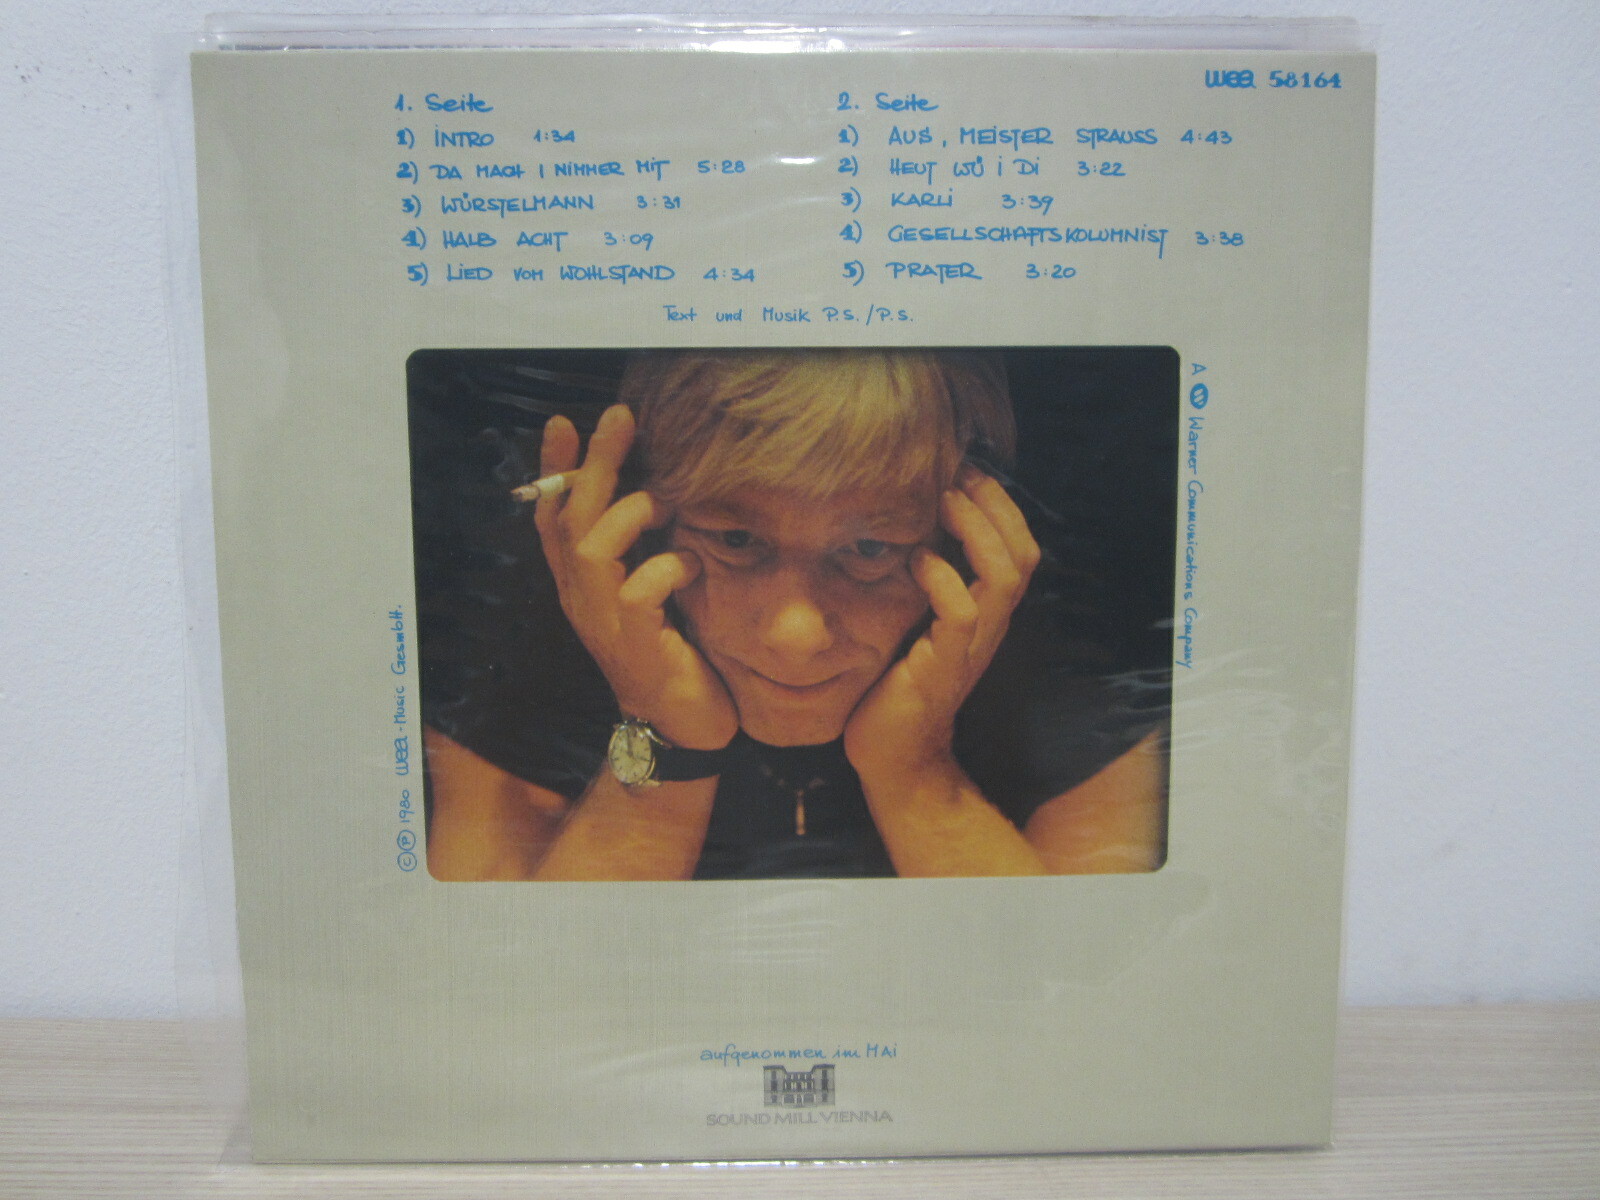 wea 58164
1. Seite
1) INTRO 1:34
2) DA MACH I NIMMER MIT 5:28
3) WÜRSTELMANN 3:31
4) HALB ACHT 3:09
5) LIED VOM WOHLSTAND 4:34
2. Seite
1) AUS, MEISTER STRAUSS 4:43
2) HEUT WÜ I DI 3:22
3) KARLI 3:39
4) GESELLSCHAFTSKOLUMNIST 3:38
5) PRATER 3:20
Text und Musik P.S./P.S.
A W Warner Communications Company
© ℗ 1980 wea-Music GesmbH.
aufgenommen im MAi
SOUND MILL VIENNA